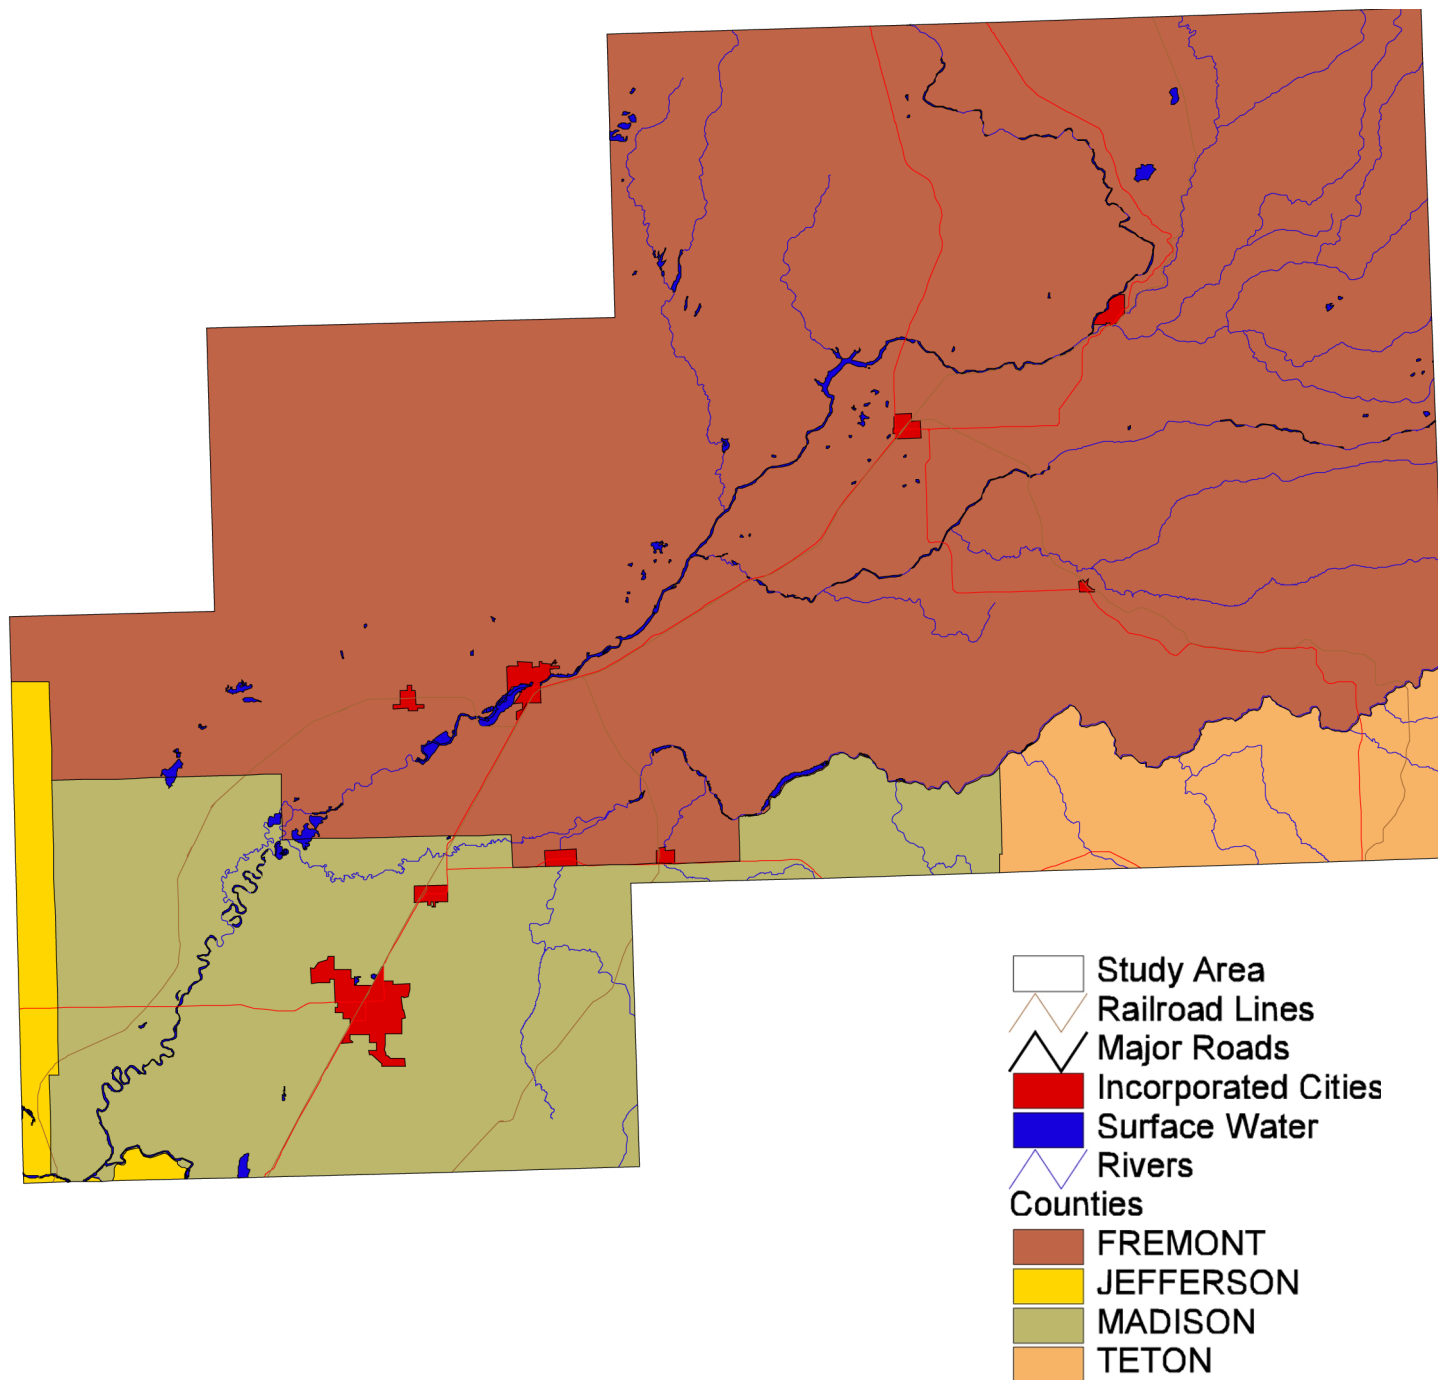 Study Area
Railroad Lines
Major Roads
Incorporated Cities
Surface Water
Rivers
Counties
FREMONT
JEFFERSON
MADISON
TETON